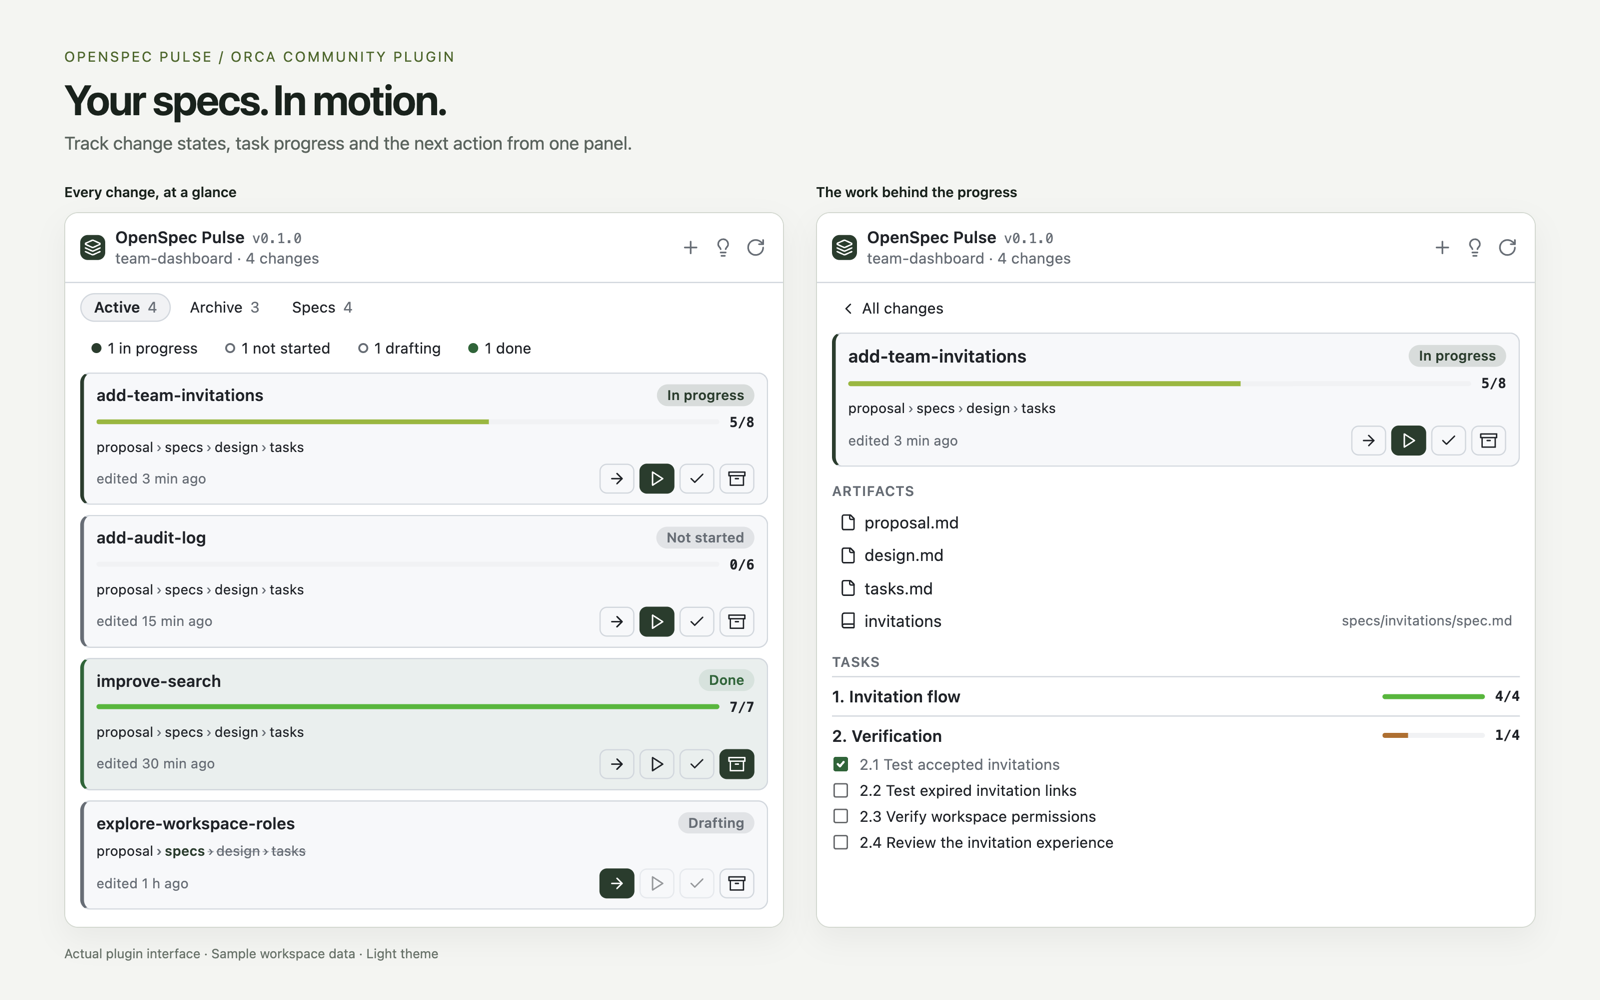 OPENSPEC PULSE / ORCA COMMUNITY PLUGIN
Your specs. In motion.
Track change states, task progress and the next action from one panel.
Every change, at a glance
OpenSpec Pulse v0.1.0
team-dashboard · 4 changes
Active 4 Archive 3 Specs 4
1 in progress 1 not started 1 drafting 1 done
add-team-invitations In progress
5/8
proposal › specs › design › tasks
edited 3 min ago
add-audit-log Not started
0/6
proposal › specs › design › tasks
edited 15 min ago
improve-search Done
7/7
proposal › specs › design › tasks
edited 30 min ago
explore-workspace-roles Drafting
proposal › specs › design › tasks
edited 1 h ago
The work behind the progress
OpenSpec Pulse v0.1.0
team-dashboard · 4 changes
All changes
add-team-invitations In progress
5/8
proposal › specs › design › tasks
edited 3 min ago
ARTIFACTS
proposal.md
design.md
tasks.md
invitations specs/invitations/spec.md
TASKS
1. Invitation flow 4/4
2. Verification 1/4
2.1 Test accepted invitations
2.2 Test expired invitation links
2.3 Verify workspace permissions
2.4 Review the invitation experience
Actual plugin interface · Sample workspace data · Light theme